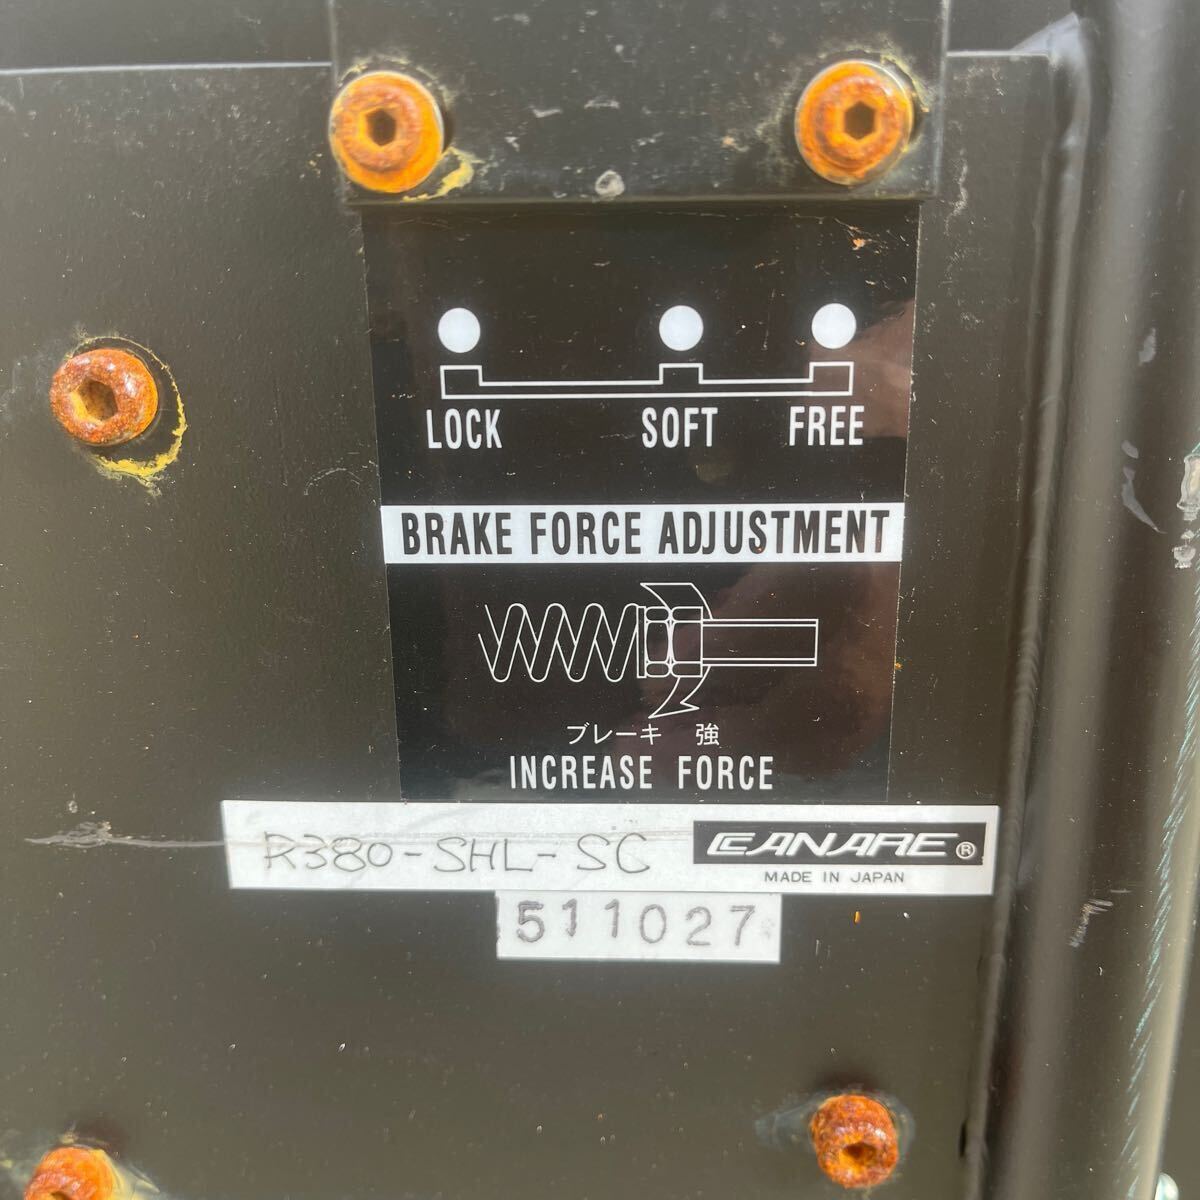 LOCK SOFT FREE
BRAKE FORCE ADJUSTMENT
ブレーキ 強
INCREASE FORCE
R380-SHL-SC CANARE®
MADE IN JAPAN
511027